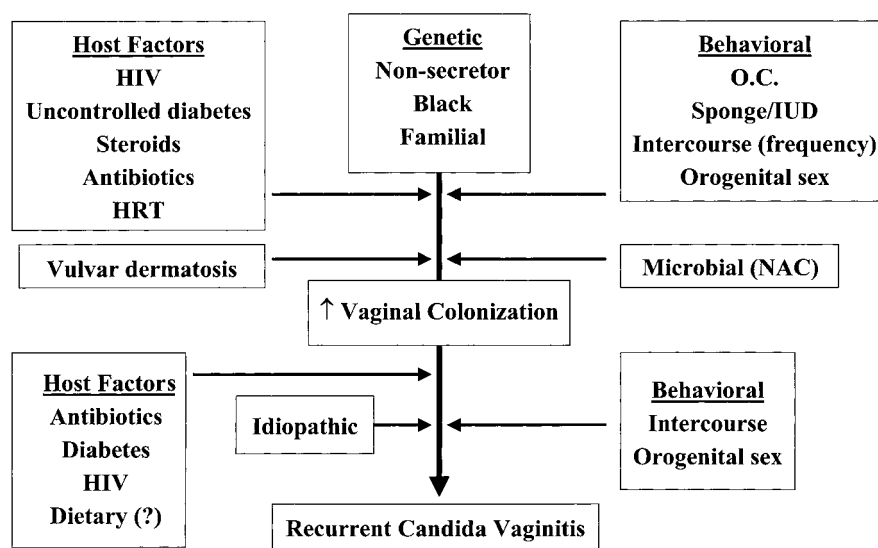 Host Factors
HIV
Uncontrolled diabetes
Steroids
Antibiotics
HRT
Genetic
Non-secretor
Black
Familial
Behavioral
O.C.
Sponge/IUD
Intercourse (frequency)
Orogenital sex
Vulvar dermatosis
Microbial (NAC)
↑ Vaginal Colonization
Host Factors
Antibiotics
Diabetes
HIV
Dietary (?)
Idiopathic
Behavioral
Intercourse
Orogenital sex
Recurrent Candida Vaginitis